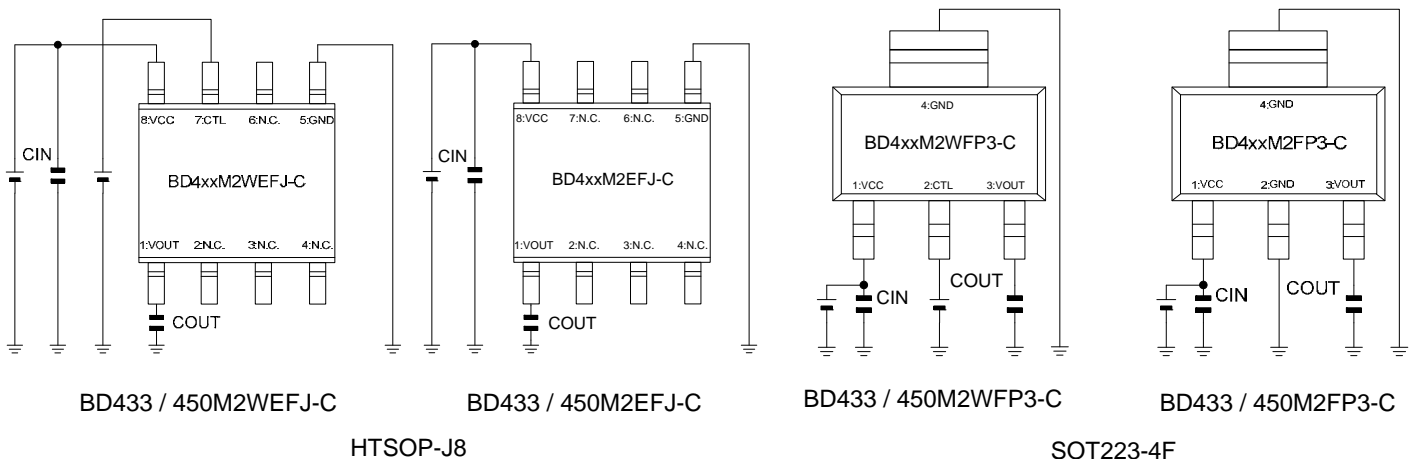 8:VCC 7:CTL 6:N.C. 5:GND
CIN
BD4xxM2WEFJ-C
1:VOUT 2:N.C. 3:N.C. 4:N.C.
COUT
8:VCC 7:N.C. 6:N.C. 5:GND
CIN
BD4xxM2EFJ-C
1:VOUT 2:N.C. 3:N.C. 4:N.C.
COUT
4:GND
BD4xxM2WFP3-C
1:VCC 2:CTL 3:VOUT
CIN
COUT
4:GND
BD4xxM2FP3-C
1:VCC 2:GND 3:VOUT
CIN
COUT
BD433 / 450M2WEFJ-C
BD433 / 450M2EFJ-C
BD433 / 450M2WFP3-C
BD433 / 450M2FP3-C
HTSOP-J8
SOT223-4F